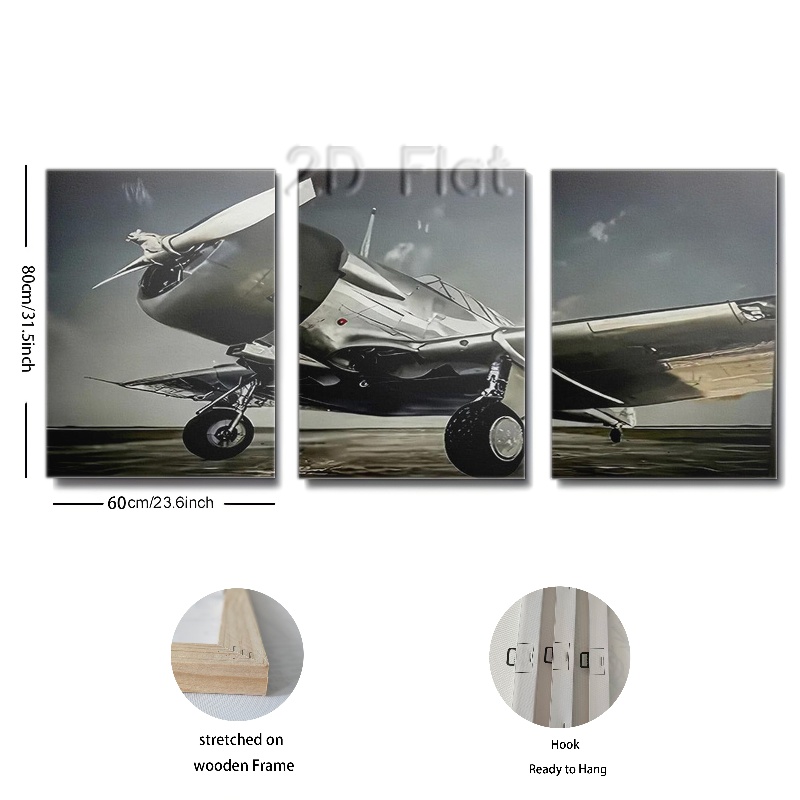 2D Flat
80cm/31.5inch
60cm/23.6inch
stretched on
wooden Frame
Hook
Ready to Hang